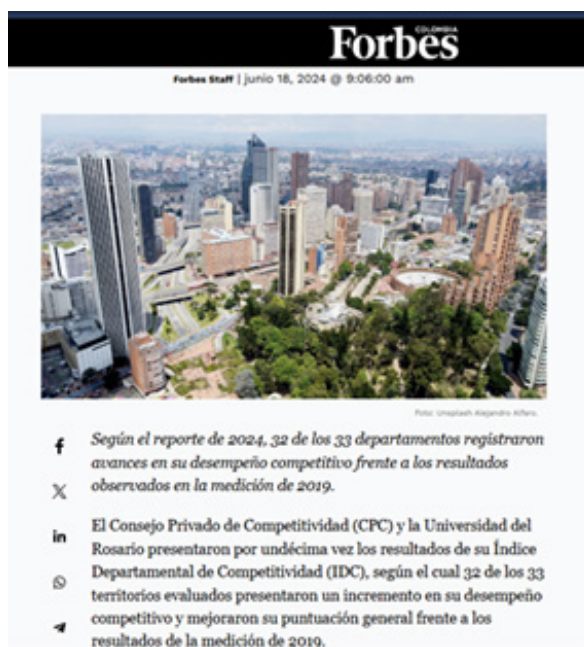 COLOMBIA
Forbes
Forbes Staff | junio 18, 2024 @ 9:06:00 am
Foto: Unsplash Alejandro Alfaro.
Según el reporte de 2024, 32 de los 33 departamentos registraron
avances en su desempeño competitivo frente a los resultados
observados en la medición de 2019.
El Consejo Privado de Competitividad (CPC) y la Universidad del
Rosario presentaron por undécima vez los resultados de su Índice
Departamental de Competitividad (IDC), según el cual 32 de los 33
territorios evaluados presentaron un incremento en su desempeño
competitivo y mejoraron su puntuación general frente a los
resultados de la medición de 2019.